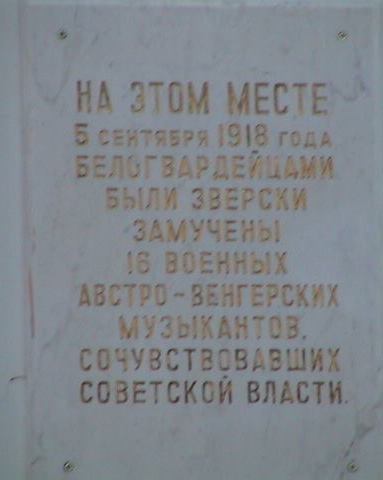 НА ЭТОМ МЕСТЕ
5 СЕНТЯБРЯ 1918 ГОДА
БЕЛОГВАРДЕЙЦАМИ
БЫЛИ ЗВЕРСКИ
ЗАМУЧЕНЫ
16 ВОЕННЫХ
АВСТРО-ВЕНГЕРСКИХ
МУЗЫКАНТОВ,
СОЧУВСТВОВАВШИХ
СОВЕТСКОЙ ВЛАСТИ.